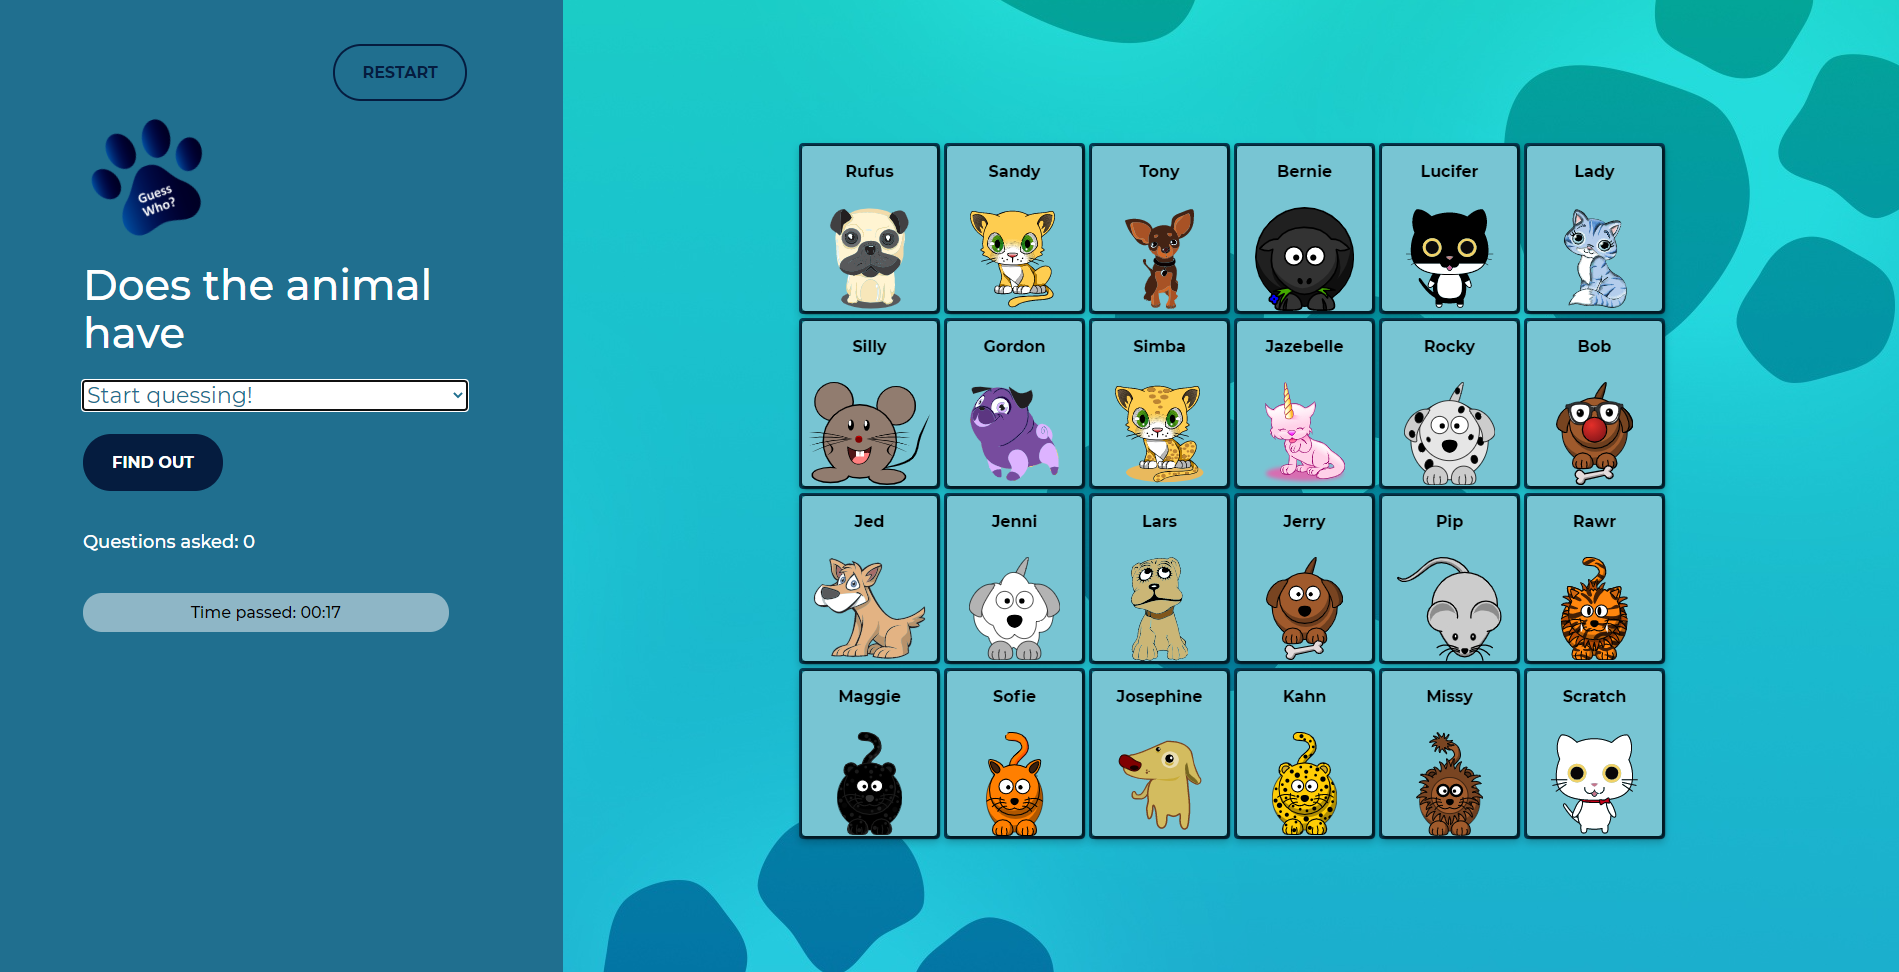 RESTART
Guess
Who?
Does the animal
have
Start quessing!
FIND OUT
Questions asked: 0
Time passed: 00:17
Rufus
Sandy
Tony
Bernie
Lucifer
Lady
Silly
Gordon
Simba
Jazebelle
Rocky
Bob
Jed
Jenni
Lars
Jerry
Pip
Rawr
Maggie
Sofie
Josephine
Kahn
Missy
Scratch